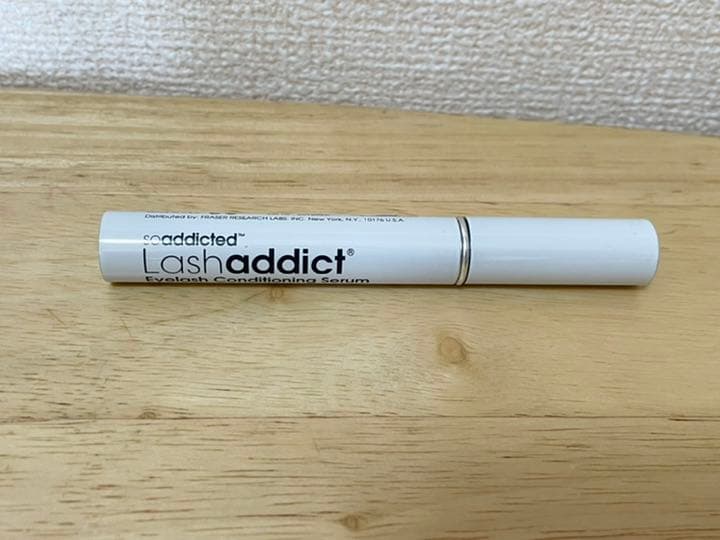 Distributed by: FRASER RESEARCH LABS. INC. New York, N.Y., 10176 U.S.A.
soaddicted™
Lashaddict®
Eyelash Conditioning Serum